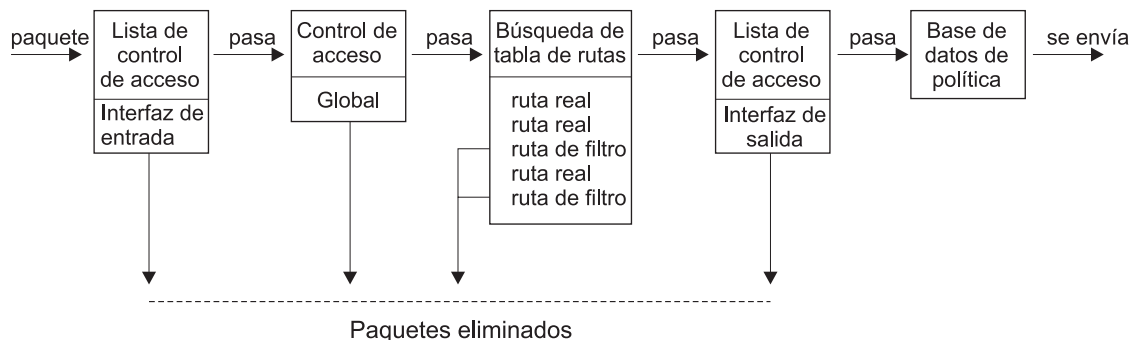 paquete
Lista de
control
de acceso
Interfaz de
entrada
pasa
Control de
acceso
Global
pasa
Búsqueda de
tabla de rutas
ruta real
ruta real
ruta de filtro
ruta real
ruta de filtro
pasa
Lista de
control
de acceso
Interfaz de
salida
pasa
Base de
datos de
política
se envía
Paquetes eliminados